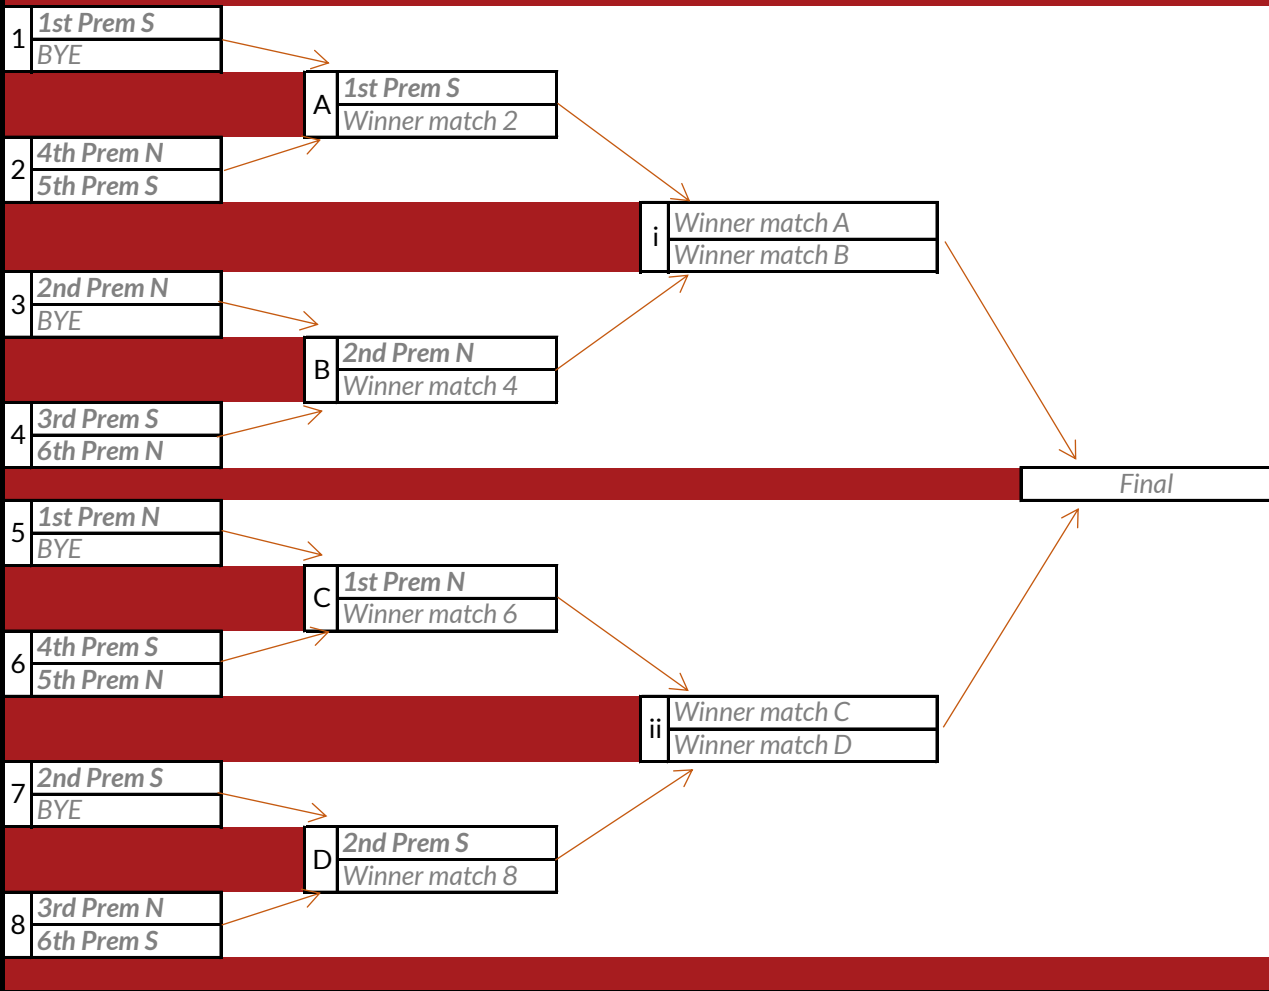 1
1st Prem S
BYE
A
1st Prem S
Winner match 2
2
4th Prem N
5th Prem S
i
Winner match A
Winner match B
3
2nd Prem N
BYE
B
2nd Prem N
Winner match 4
4
3rd Prem S
6th Prem N
Final
5
1st Prem N
BYE
C
1st Prem N
Winner match 6
6
4th Prem S
5th Prem N
ii
Winner match C
Winner match D
7
2nd Prem S
BYE
D
2nd Prem S
Winner match 8
8
3rd Prem N
6th Prem S